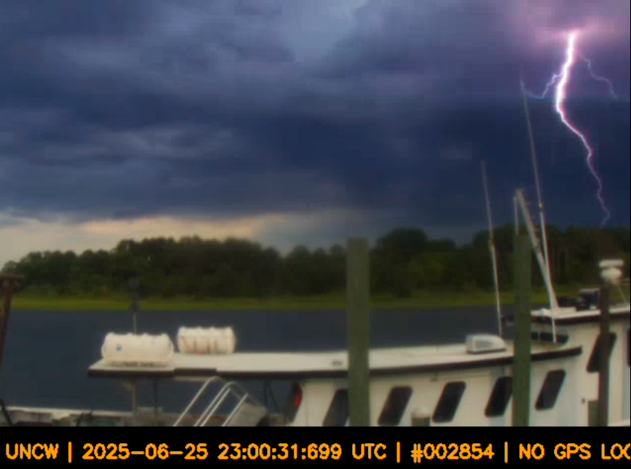 UNCW | 2025-06-25 23:00:31:699 UTC | #002854 | NO GPS LOC